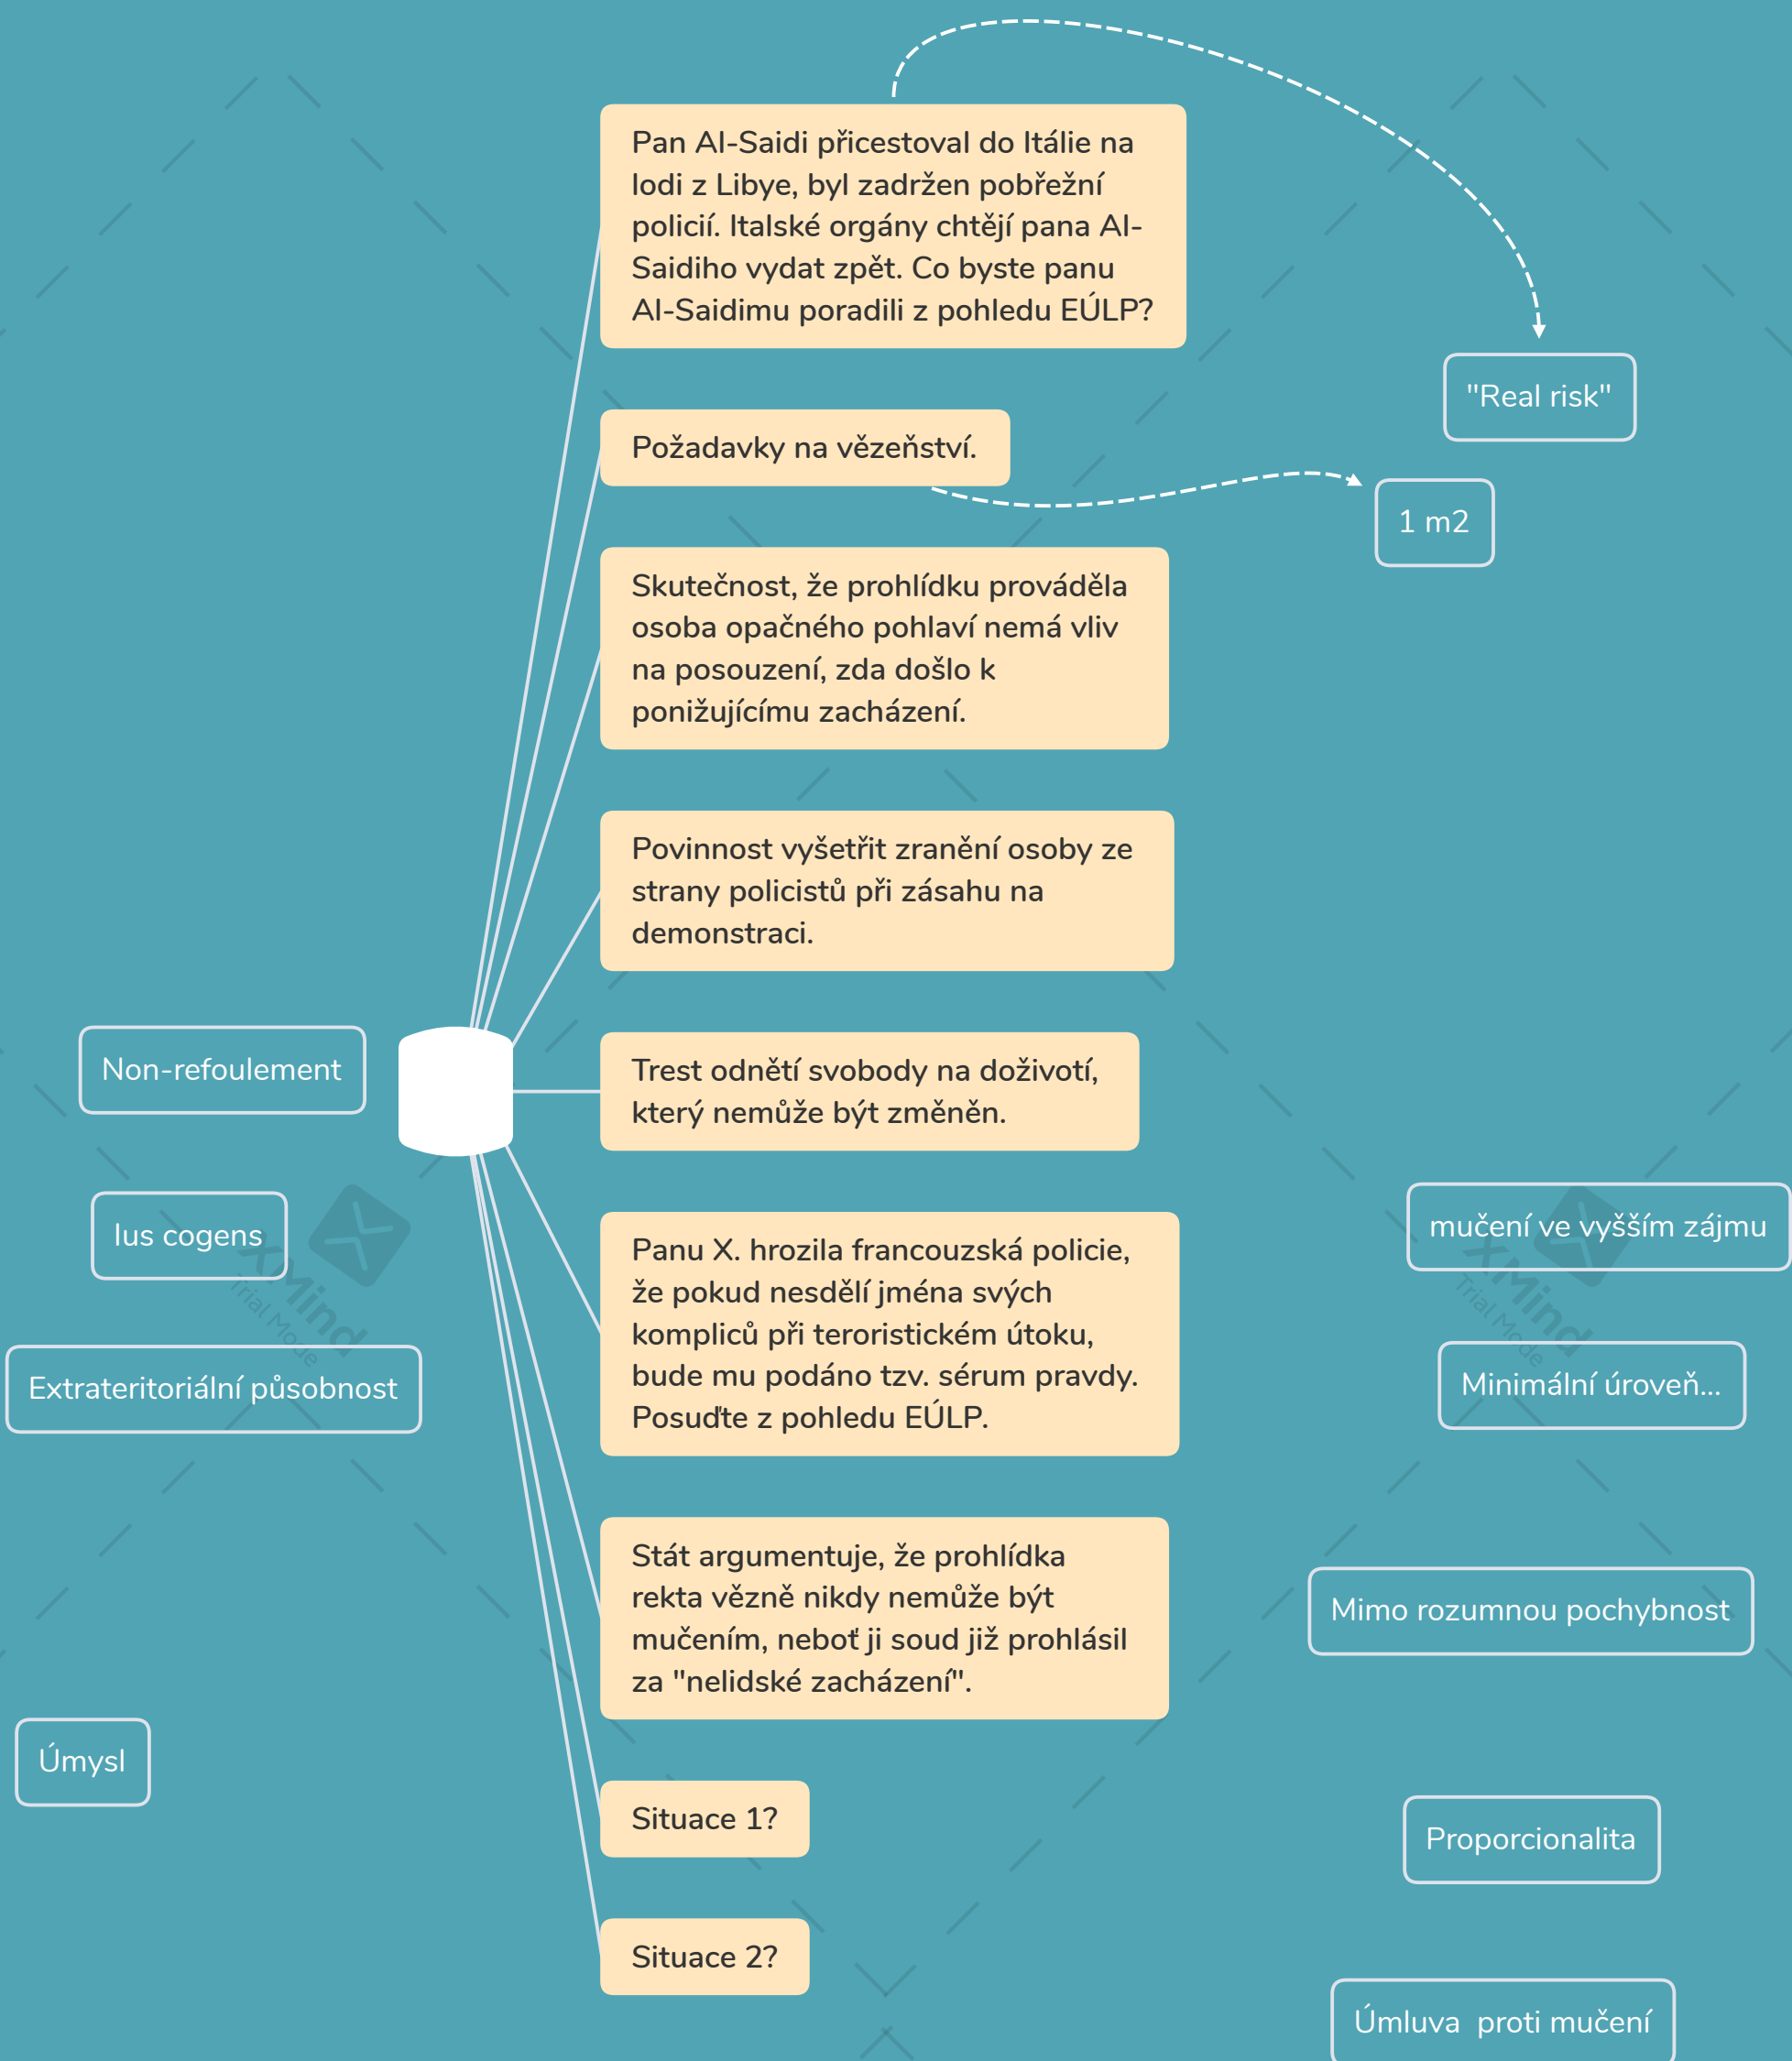 Pan Al-Saidi přicestoval do Itálie na
lodi z Libye, byl zadržen pobřežní
policií. Italské orgány chtějí pana Al-
Saidiho vydat zpět. Co byste panu
Al-Saidimu poradili z pohledu EÚLP?
"Real risk"
Požadavky na vězeňství.
1 m2
Skutečnost, že prohlídku prováděla
osoba opačného pohlaví nemá vliv
na posouzení, zda došlo k
ponižujícímu zacházení.
Povinnost vyšetřit zranění osoby ze
strany policistů při zásahu na
demonstraci.
Non-refoulement
Trest odnětí svobody na doživotí,
který nemůže být změněn.
Ius cogens
mučení ve vyšším zájmu
Panu X. hrozila francouzská policie,
že pokud nesdělí jména svých
kompliců při teroristickém útoku,
bude mu podáno tzv. sérum pravdy.
Posuďte z pohledu EÚLP.
XMind
Trial Mode
XMind
Trial Mode
Extrateritoriální působnost
Minimální úroveň...
Stát argumentuje, že prohlídka
rekta vězně nikdy nemůže být
mučením, neboť ji soud již prohlásil
za "nelidské zacházení".
Mimo rozumnou pochybnost
Úmysl
Situace 1?
Proporcionalita
Situace 2?
Úmluva  proti mučení